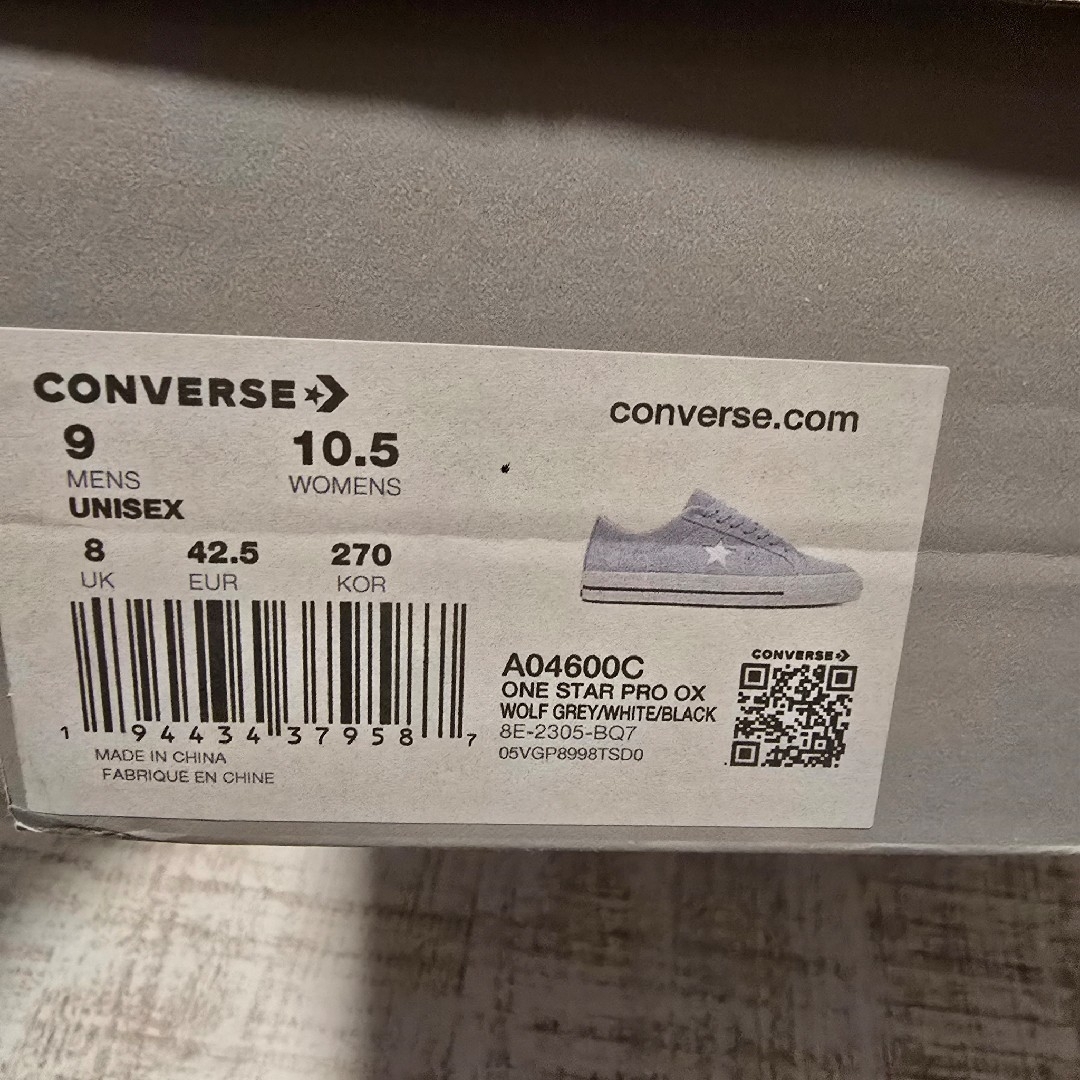 CONVERSE
converse.com
9 10.5
MENS WOMENS
UNISEX
8 42.5 270
UK EUR KOR
1 94434 37958 7
MADE IN CHINA
FABRIQUE EN CHINE
A04600C
ONE STAR PRO OX
WOLF GREY/WHITE/BLACK
8E-2305-BQ7
05VGP8998TSD0
CONVERSE